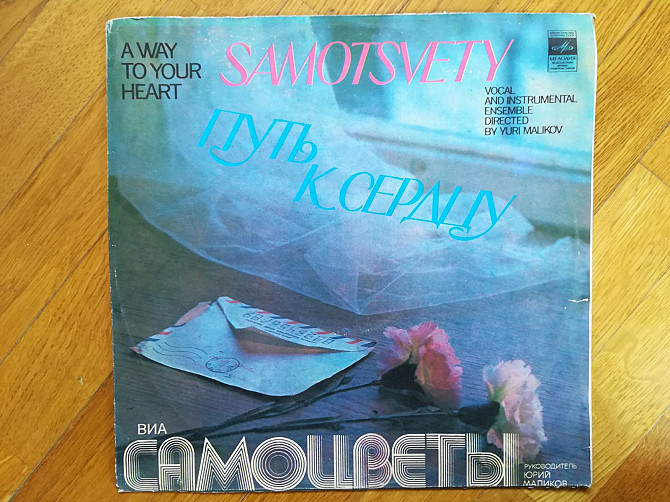 A WAY
TO YOUR
HEART
SAMOTSVETY
МЕЛОДИЯ
VOCAL
AND INSTRUMENTAL
ENSEMBLE
DIRECTED
BY YURI MALIKOV
ПУТЬ
К СЕРДЦУ
ВИА
САМОЦВЕТЫ
РУКОВОДИТЕЛЬ
ЮРИЙ
МАЛИКОВ